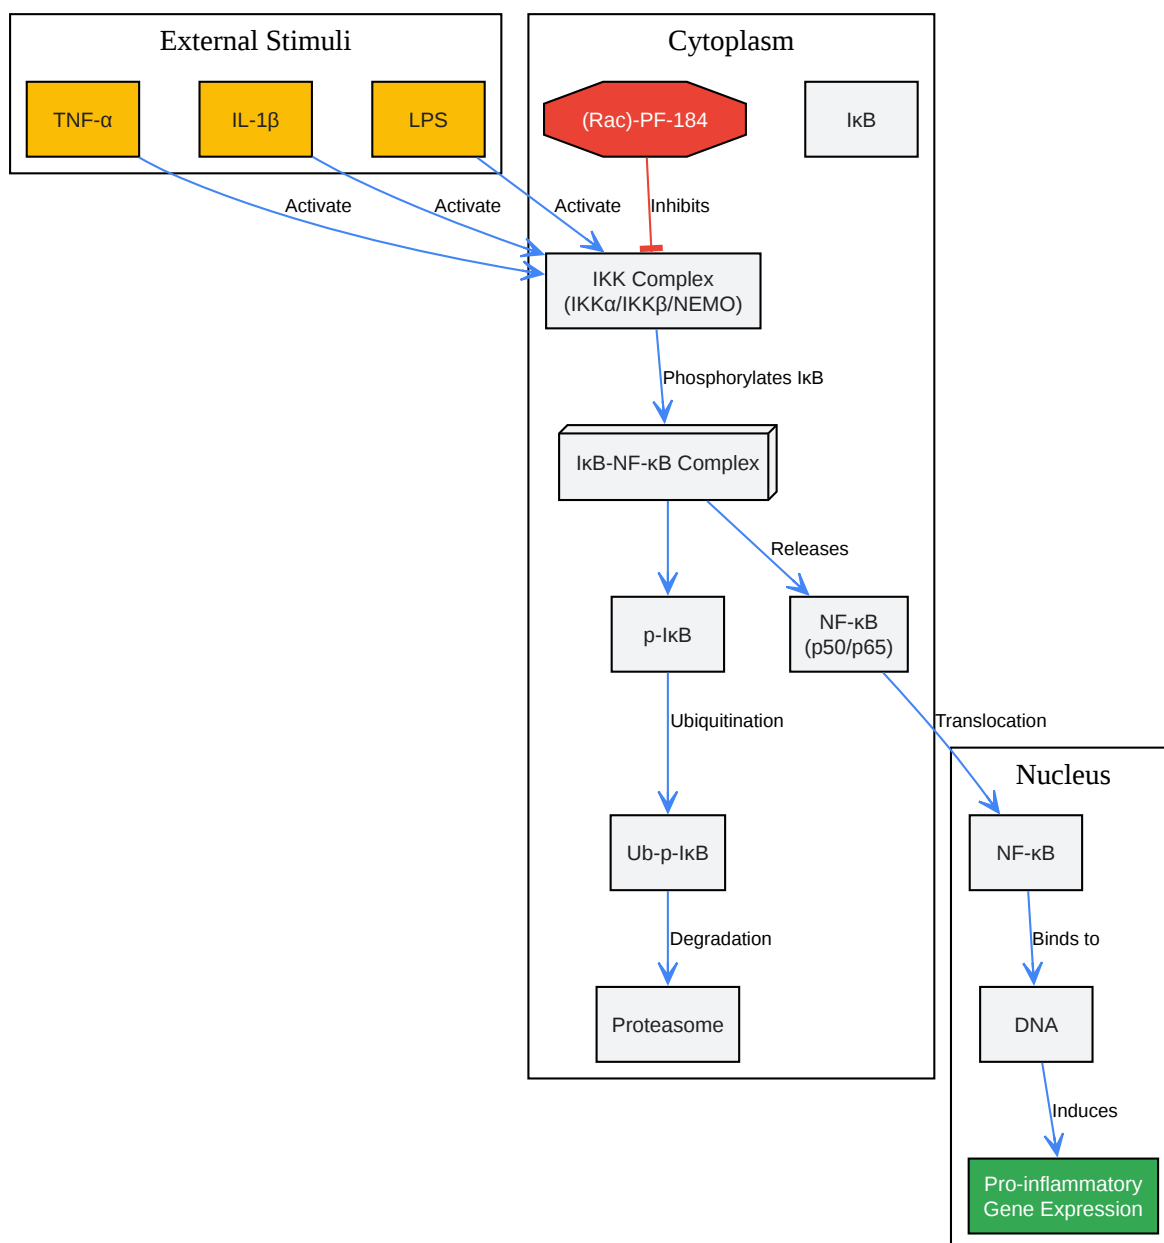 External Stimuli
Cytoplasm
TNF-α
IL-1β
LPS
(Rac)-PF-184
IκB
Activate
Activate
Activate
Inhibits
IKK Complex
(IKKα/IKKβ/NEMO)
Phosphorylates IκB
IκB-NF-κB Complex
Releases
p-IκB
NF-κB
(p50/p65)
Ubiquitination
Translocation
Nucleus
Ub-p-IκB
NF-κB
Degradation
Binds to
Proteasome
DNA
Induces
Pro-inflammatory
Gene Expression